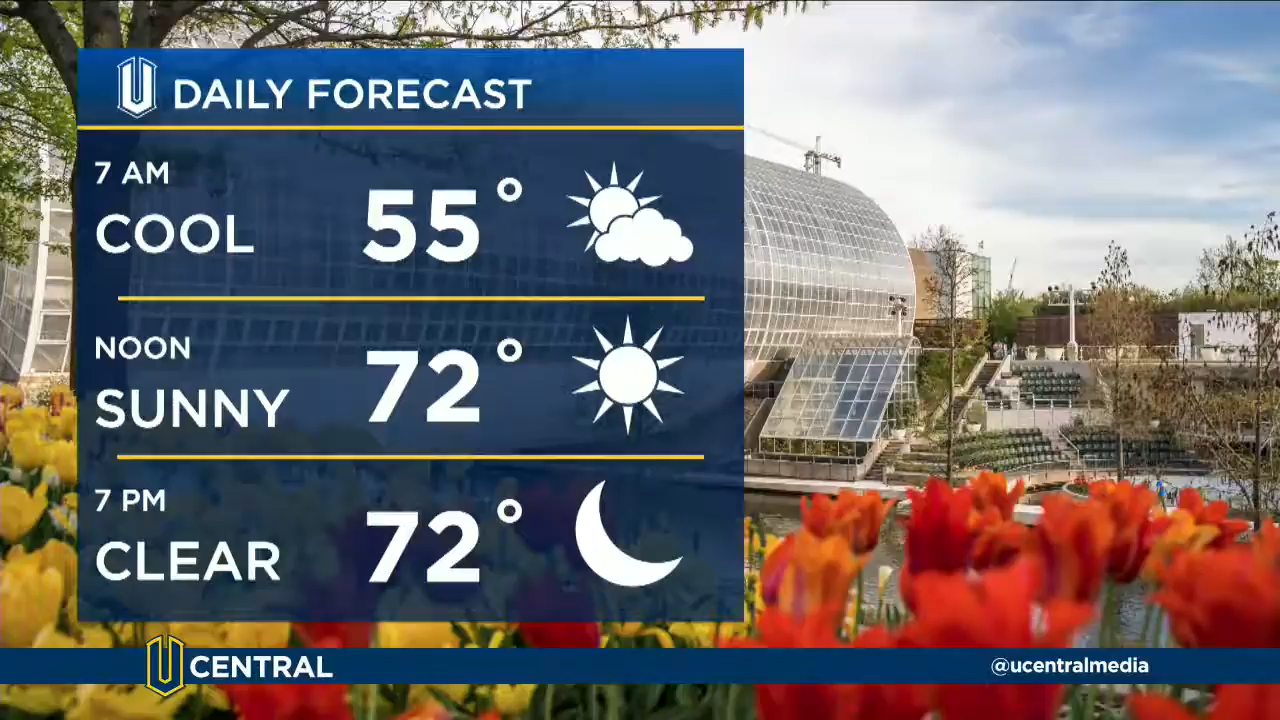 U DAILY FORECAST
7 AM
COOL
55°
NOON
SUNNY
72°
7 PM
CLEAR
72°
U CENTRAL
@ucentralmedia